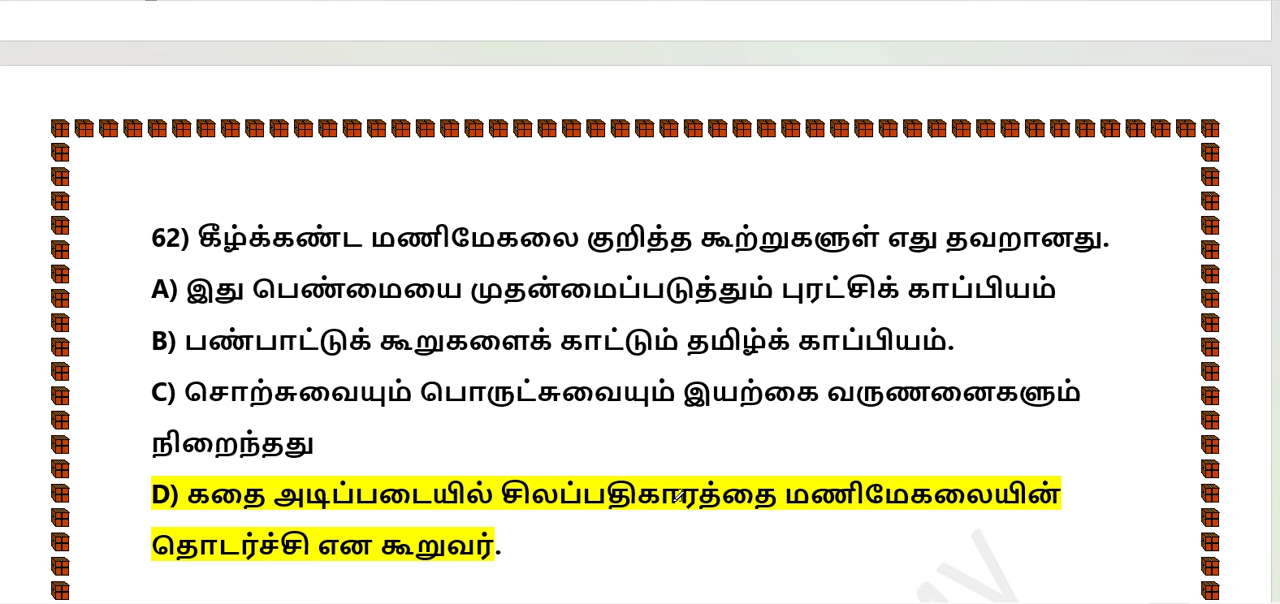 62) கீழ்க்கண்ட மணிமேகலை குறித்த கூற்றுகளுள் எது தவறானது.
A) இது பெண்மையை முதன்மைப்படுத்தும் புரட்சிக் காப்பியம்
B) பண்பாட்டுக் கூறுகளைக் காட்டும் தமிழ்க் காப்பியம்.
C) சொற்சுவையும் பொருட்சுவையும் இயற்கை வருணனைகளும்
நிறைந்தது
D) கதை அடிப்படையில் சிலப்பதிகாரத்தை மணிமேகலையின்
தொடர்ச்சி என கூறுவர்.